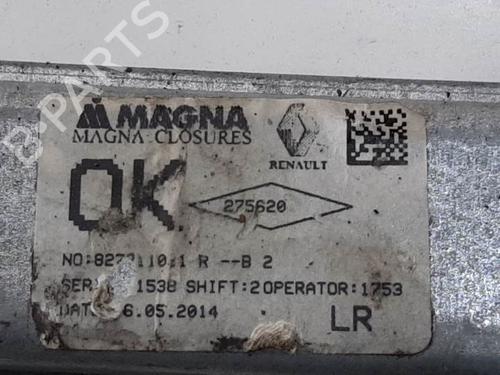 B-PARTS
MAGNA
MAGNA CLOSURES
RENAULT
OK
275620
R --B 2
1538 SHIFT:2 OPERATOR:1753
6.05.2014
LR